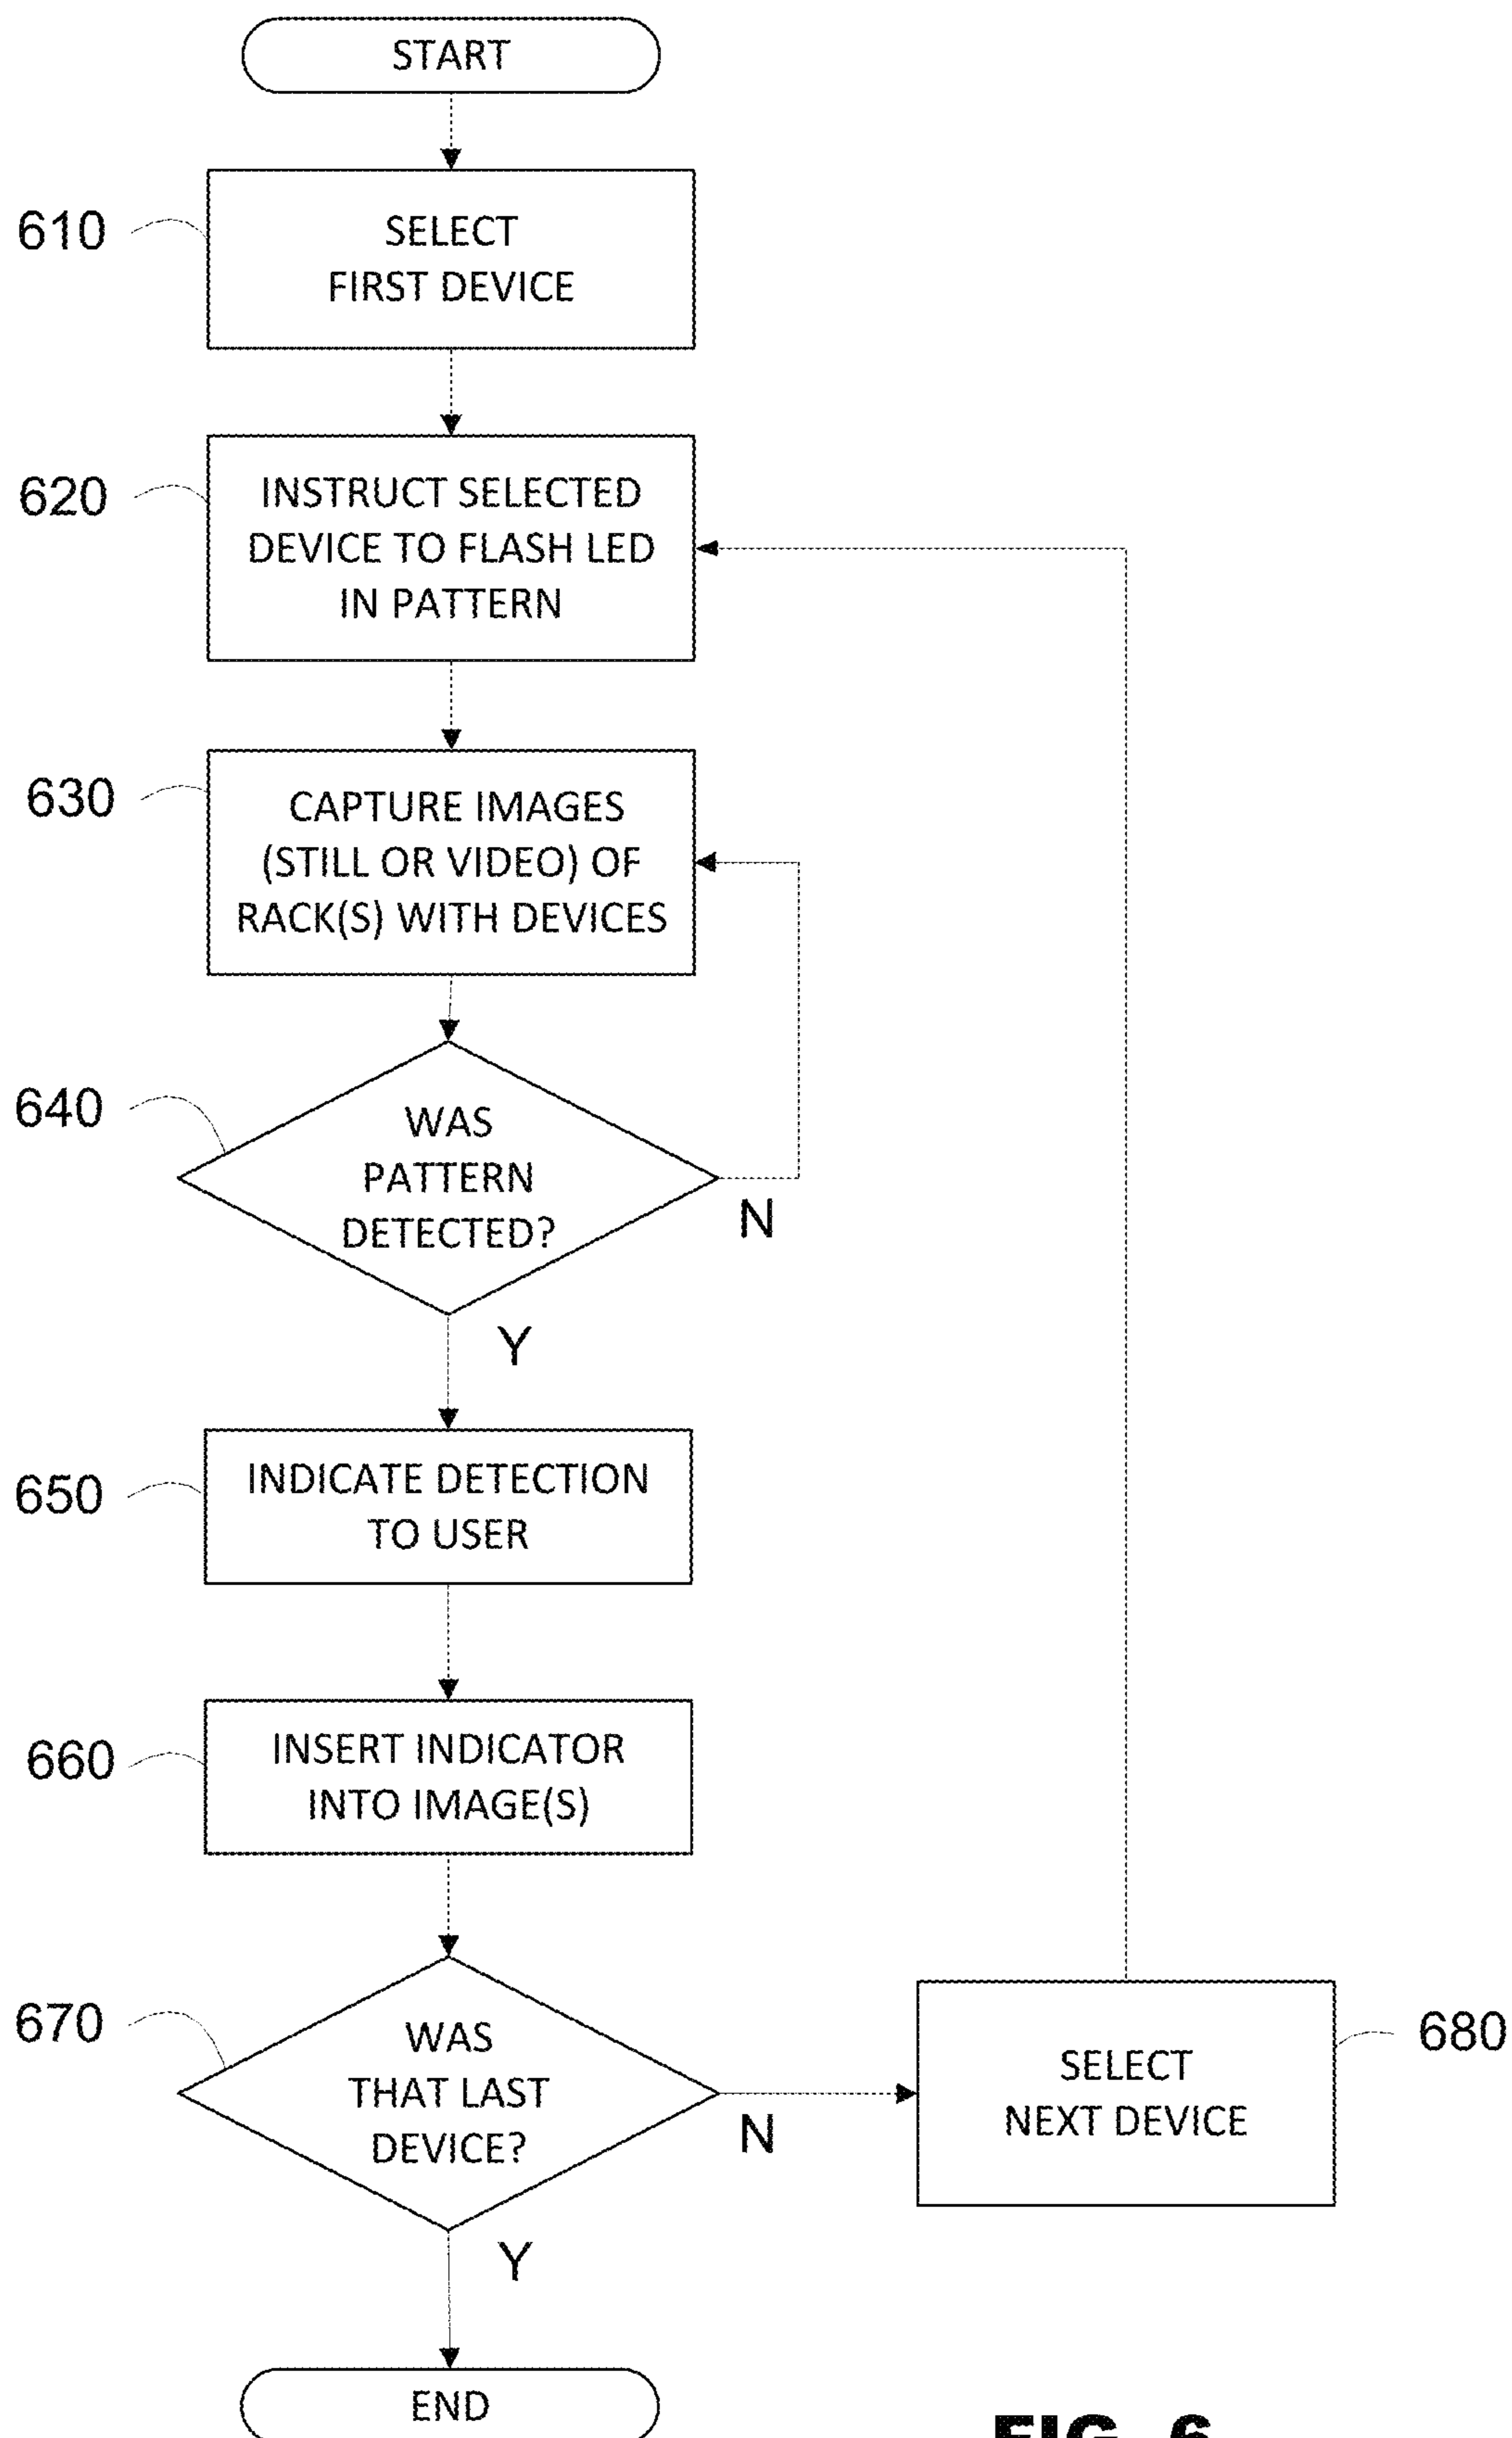 START
610
SELECT
FIRST DEVICE
620
INSTRUCT SELECTED
DEVICE TO FLASH LED
IN PATTERN
630
CAPTURE IMAGES
(STILL OR VIDEO) OF
RACK(S) WITH DEVICES
640
WAS
PATTERN
DETECTED?
N
Y
650
INDICATE DETECTION
TO USER
660
INSERT INDICATOR
INTO IMAGE(S)
670
WAS
THAT LAST
DEVICE?
N
680
SELECT
NEXT DEVICE
Y
END
FIG. 6